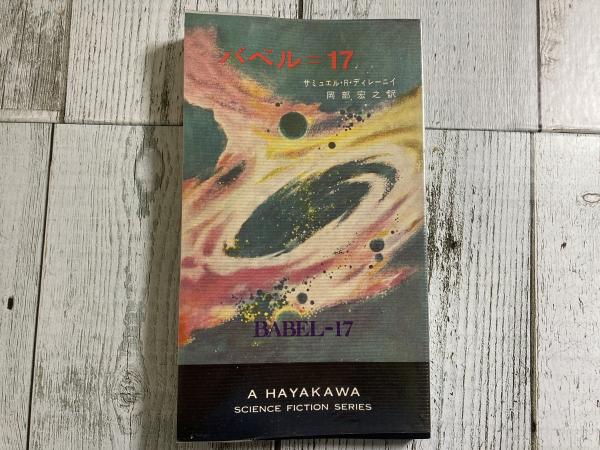 バベル=17
サミュエル・R・ディレーニイ
岡部宏之訳
BABEL-17
A HAYAKAWA
SCIENCE FICTION SERIES